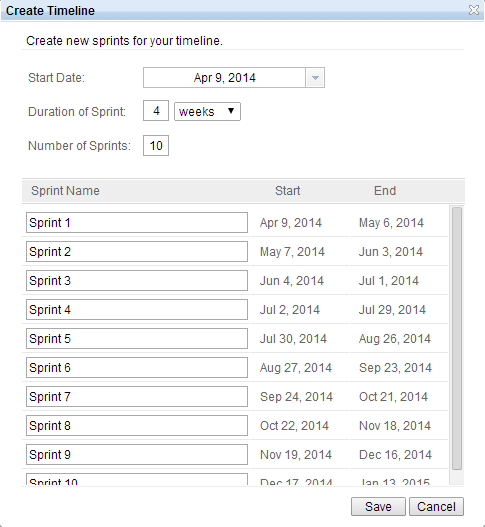 Create Timeline
Create new sprints for your timeline.
Start Date: Apr 9, 2014
Duration of Sprint: 4 weeks
Number of Sprints: 10
Sprint Name Start End
Sprint 1 Apr 9, 2014 May 6, 2014
Sprint 2 May 7, 2014 Jun 3, 2014
Sprint 3 Jun 4, 2014 Jul 1, 2014
Sprint 4 Jul 2, 2014 Jul 29, 2014
Sprint 5 Jul 30, 2014 Aug 26, 2014
Sprint 6 Aug 27, 2014 Sep 23, 2014
Sprint 7 Sep 24, 2014 Oct 21, 2014
Sprint 8 Oct 22, 2014 Nov 18, 2014
Sprint 9 Nov 19, 2014 Dec 16, 2014
Sprint 10 Dec 17, 2014 Jan 13, 2015
Save Cancel